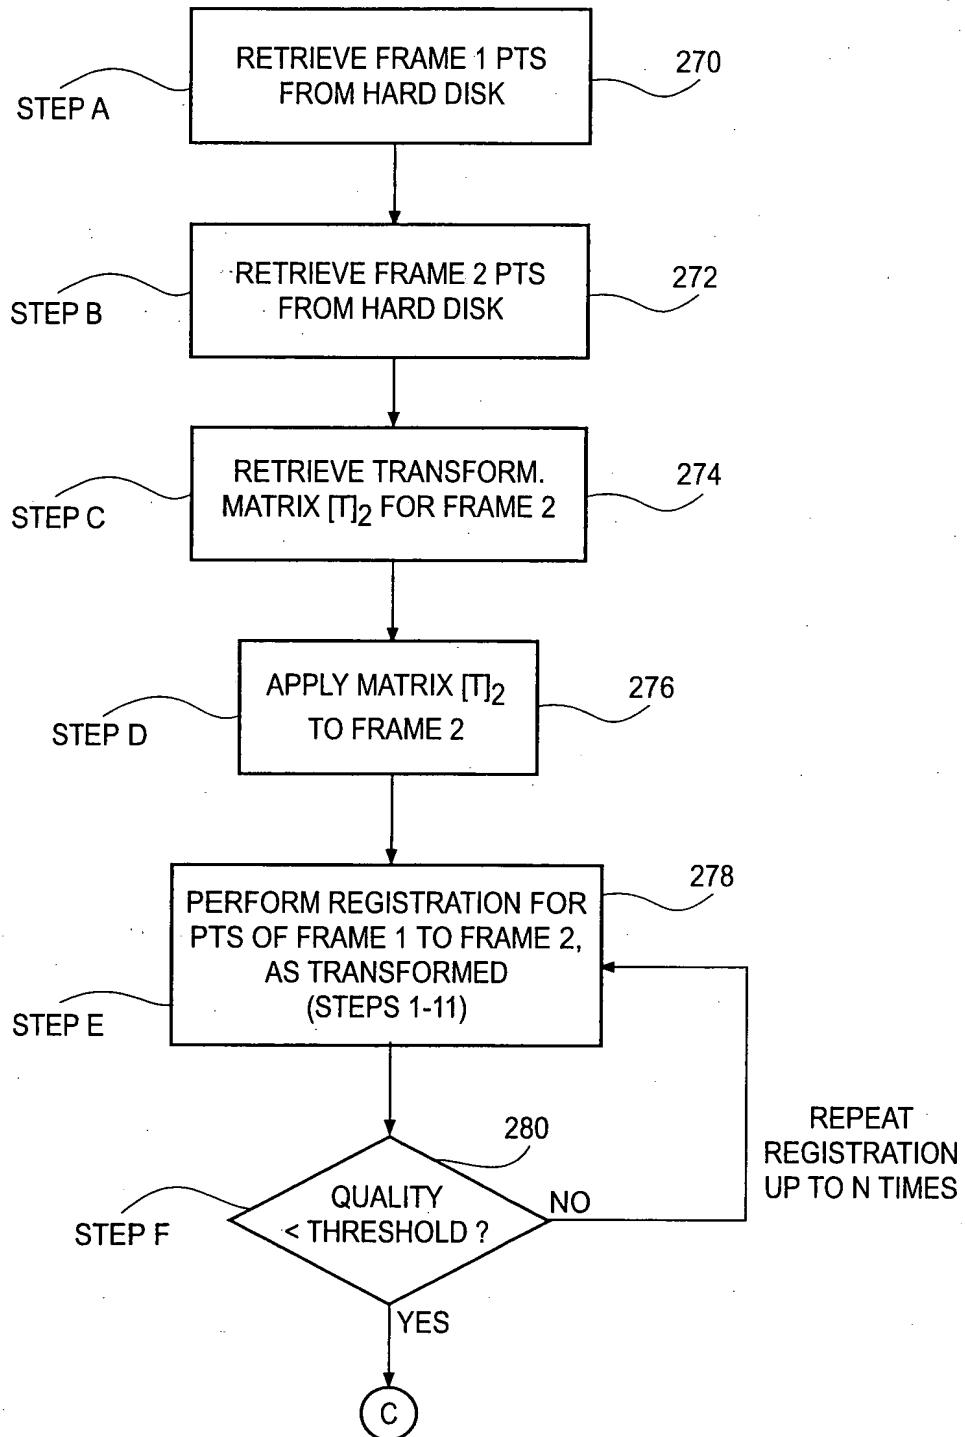 RETRIEVE FRAME 1 PTS
FROM HARD DISK
270
STEP A
RETRIEVE FRAME 2 PTS
FROM HARD DISK
272
STEP B
RETRIEVE TRANSFORM.
MATRIX [T]2 FOR FRAME 2
274
STEP C
APPLY MATRIX [T]2
TO FRAME 2
276
STEP D
PERFORM REGISTRATION FOR
PTS OF FRAME 1 TO FRAME 2,
AS TRANSFORMED
(STEPS 1-11)
278
STEP E
280
QUALITY
< THRESHOLD ?
NO
STEP F
REPEAT
REGISTRATION
UP TO N TIMES
YES
C